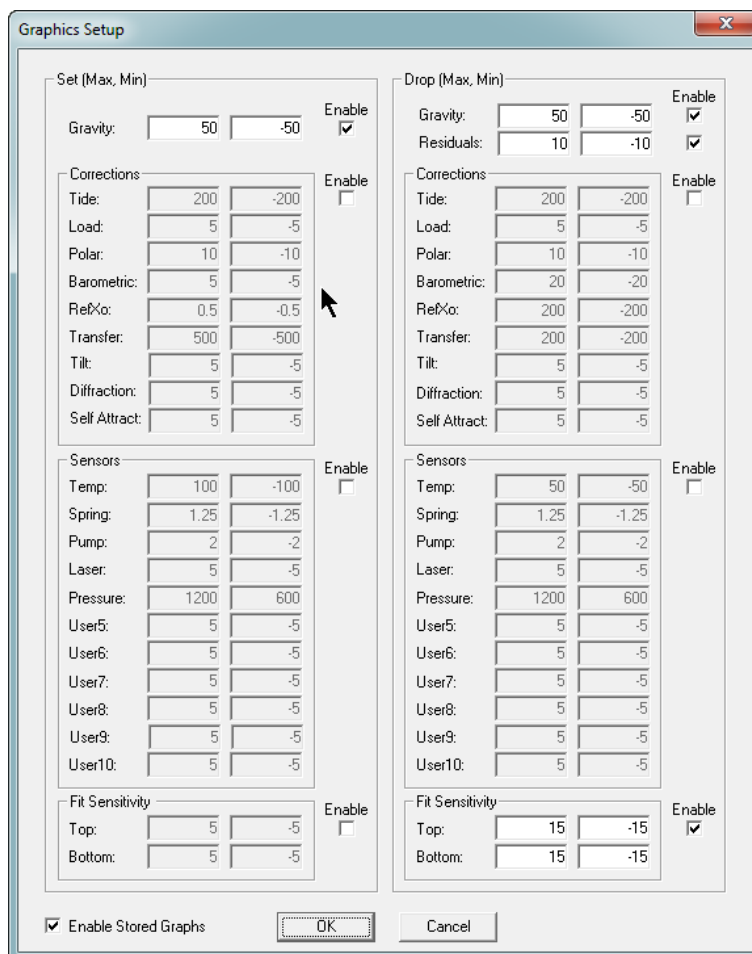 Graphics Setup
Set (Max, Min)
Enable
Gravity: 50 -50
Corrections
Enable
Tide: 200 -200
Load: 5 -5
Polar: 10 -10
Barometric: 5 -5
RefXo: 0.5 -0.5
Transfer: 500 -500
Tilt: 5 -5
Diffraction: 5 -5
Self Attract: 5 -5
Sensors
Enable
Temp: 100 -100
Spring: 1.25 -1.25
Pump: 2 -2
Laser: 5 -5
Pressure: 1200 600
User5: 5 -5
User6: 5 -5
User7: 5 -5
User8: 5 -5
User9: 5 -5
User10: 5 -5
Fit Sensitivity
Enable
Top: 5 -5
Bottom: 5 -5
Drop (Max, Min)
Enable
Gravity: 50 -50
Residuals: 10 -10
Corrections
Enable
Tide: 200 -200
Load: 5 -5
Polar: 10 -10
Barometric: 20 -20
RefXo: 200 -200
Transfer: 200 -200
Tilt: 5 -5
Diffraction: 5 -5
Self Attract: 5 -5
Sensors
Enable
Temp: 50 -50
Spring: 1.25 -1.25
Pump: 2 -2
Laser: 5 -5
Pressure: 1200 600
User5: 5 -5
User6: 5 -5
User7: 5 -5
User8: 5 -5
User9: 5 -5
User10: 5 -5
Fit Sensitivity
Enable
Top: 15 -15
Bottom: 15 -15
Enable Stored Graphs
OK
Cancel